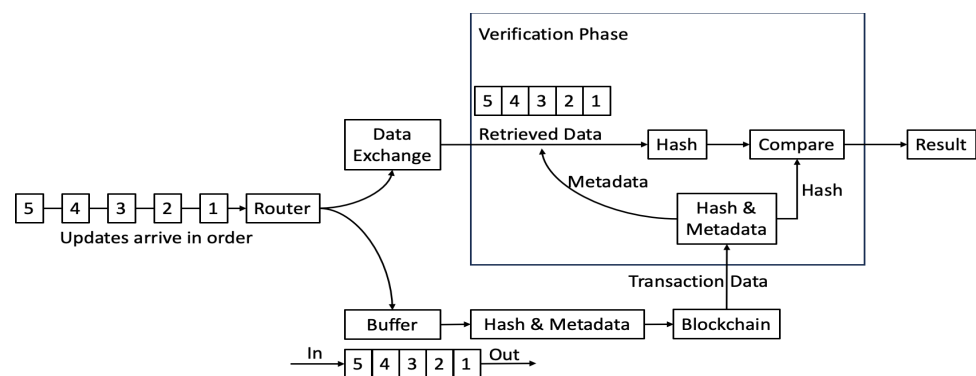 Verification Phase
5 4 3 2 1
Data
Exchange
Retrieved Data
Hash
Compare
Result
Metadata
Hash
5 4 3 2 1
Router
Hash &
Metadata
Updates arrive in order
Transaction Data
Buffer
Hash & Metadata
Blockchain
In
5 4 3 2 1
Out